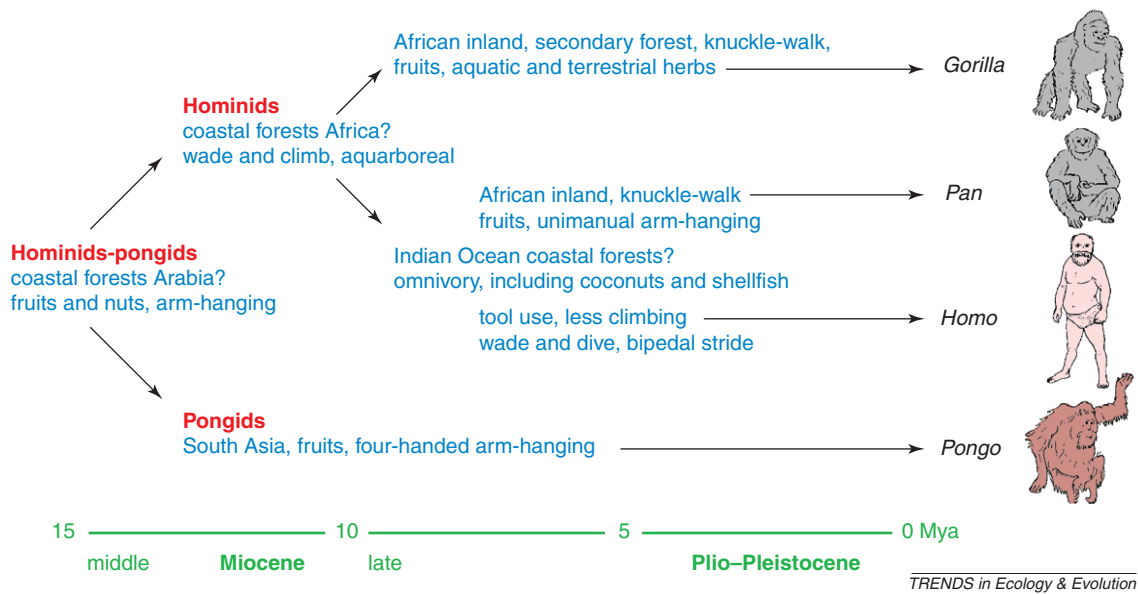 African inland, secondary forest, knuckle-walk,
fruits, aquatic and terrestrial herbs
Gorilla
Hominids
coastal forests Africa?
wade and climb, aquarboreal
African inland, knuckle-walk
fruits, unimanual arm-hanging
Pan
Hominids-pongids
coastal forests Arabia?
fruits and nuts, arm-hanging
Indian Ocean coastal forests?
omnivory, including coconuts and shellfish
tool use, less climbing
wade and dive, bipedal stride
Homo
Pongids
South Asia, fruits, four-handed arm-hanging
Pongo
15 10 5 0 Mya
middle Miocene late Plio–Pleistocene
TRENDS in Ecology & Evolution